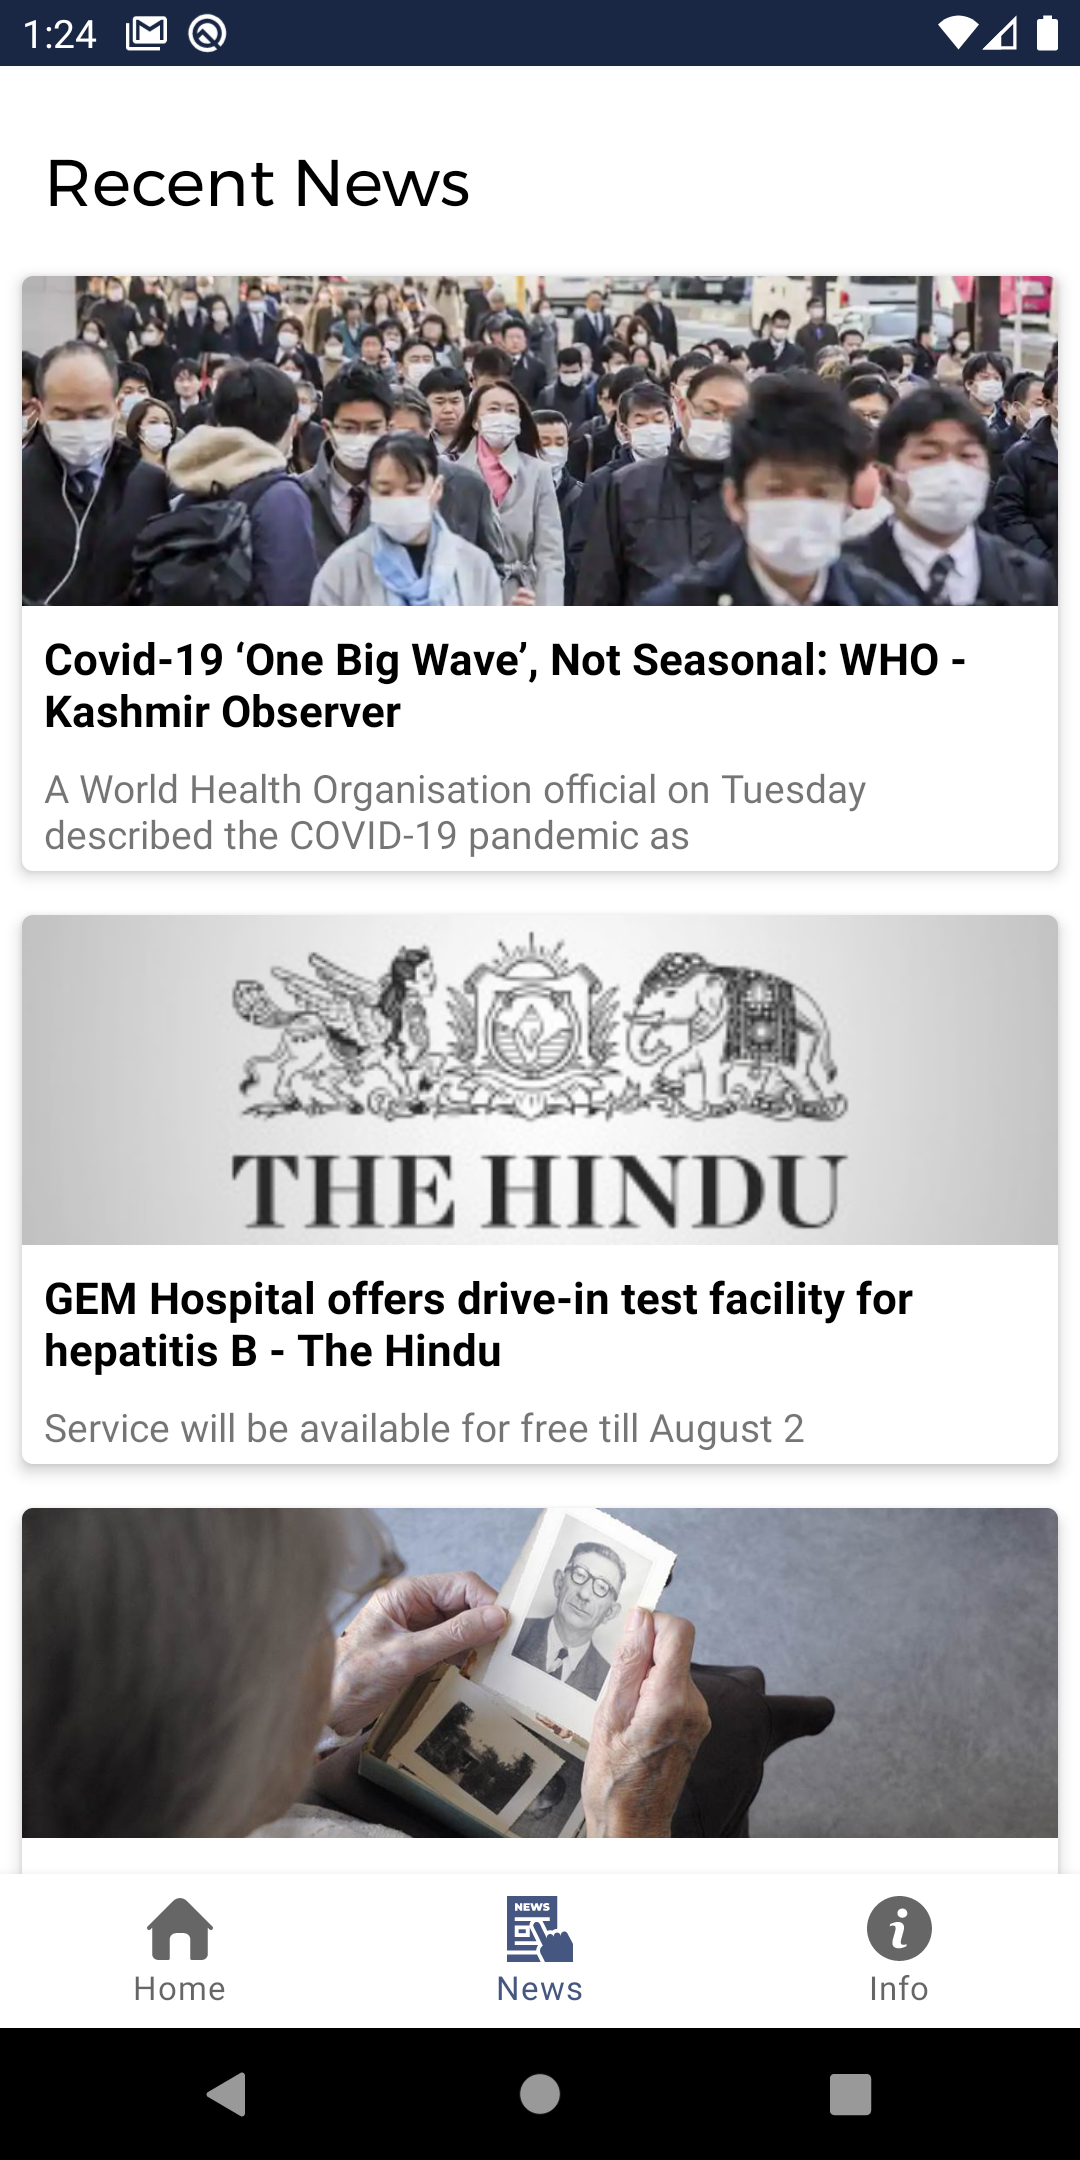 1:24
Recent News
Covid-19 ‘One Big Wave’, Not Seasonal: WHO -
Kashmir Observer
A World Health Organisation official on Tuesday
described the COVID-19 pandemic as
THE HINDU
GEM Hospital offers drive-in test facility for
hepatitis B - The Hindu
Service will be available for free till August 2
NEWS
Home
News
Info